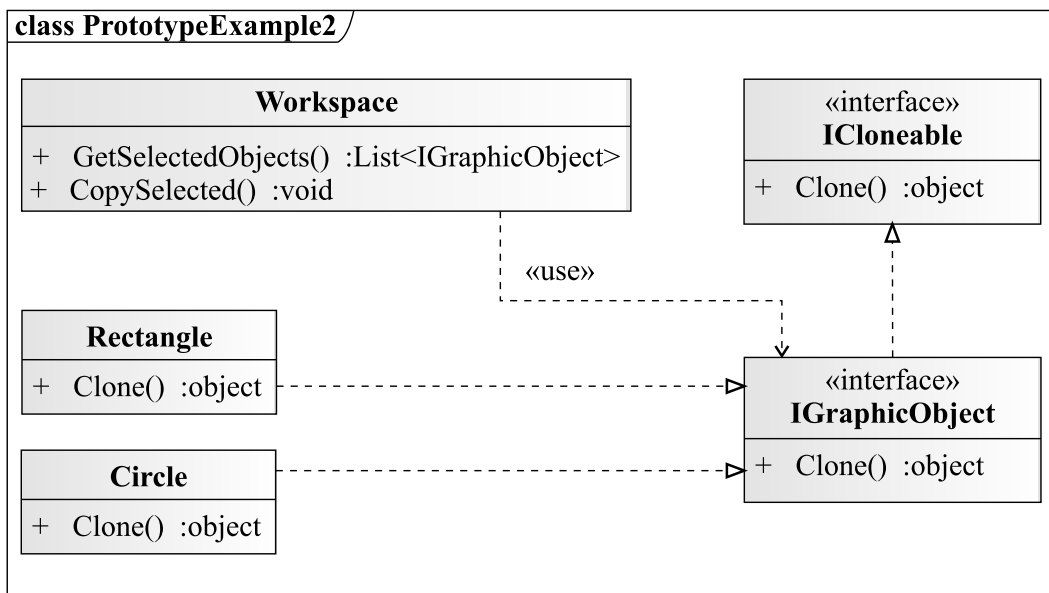 class PrototypeExample2
Workspace
+ GetSelectedObjects() :List<IGraphicObject>
+ CopySelected() :void
«interface»
ICloneable
+ Clone() :object
«use»
Rectangle
+ Clone() :object
«interface»
IGraphicObject
+ Clone() :object
Circle
+ Clone() :object